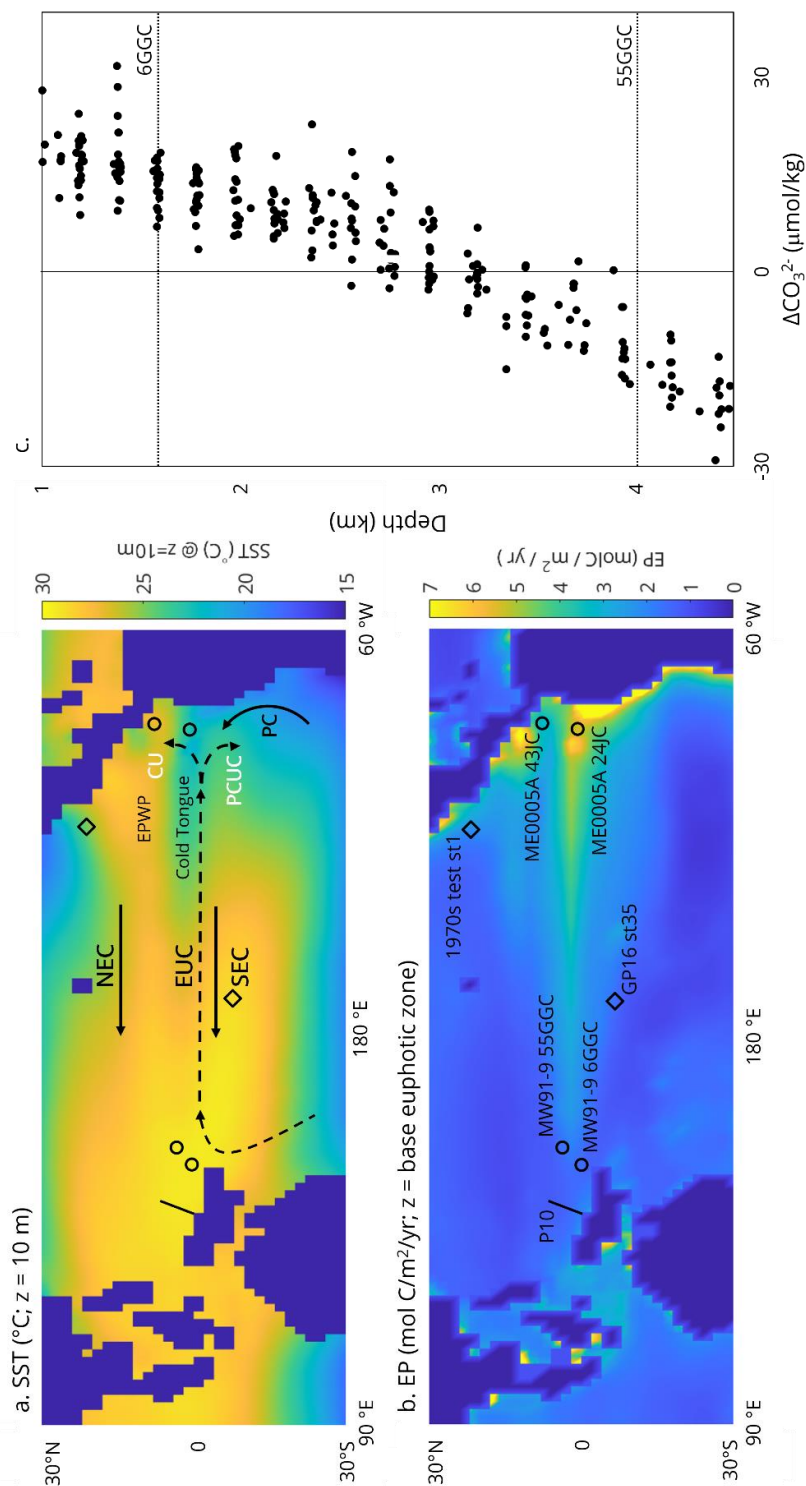 a. SST (°C; z = 10 m)
30°N
0
30°S
90 °E
180 °E
60 °W
NEC
EUC
SEC
EPWP
Cold Tongue
CU
PCUC
PC
30
25
20
15
SST (°C) @ z=10m
b. EP (mol C/m²/yr; z = base euphotic zone)
30°N
0
30°S
90 °E
180 °E
60 °W
P10
MW91-9 55GGC
MW91-9 6GGC
1970s test st1
GP16 st35
ME0005A 43JC
ME0005A 24JC
7
6
5
4
3
2
1
0
EP (molC / m² / yr )
c.
1
2
3
4
Depth (km)
6GGC
55GGC
-30
0
30
ΔCO₃²⁻ (μmol/kg)